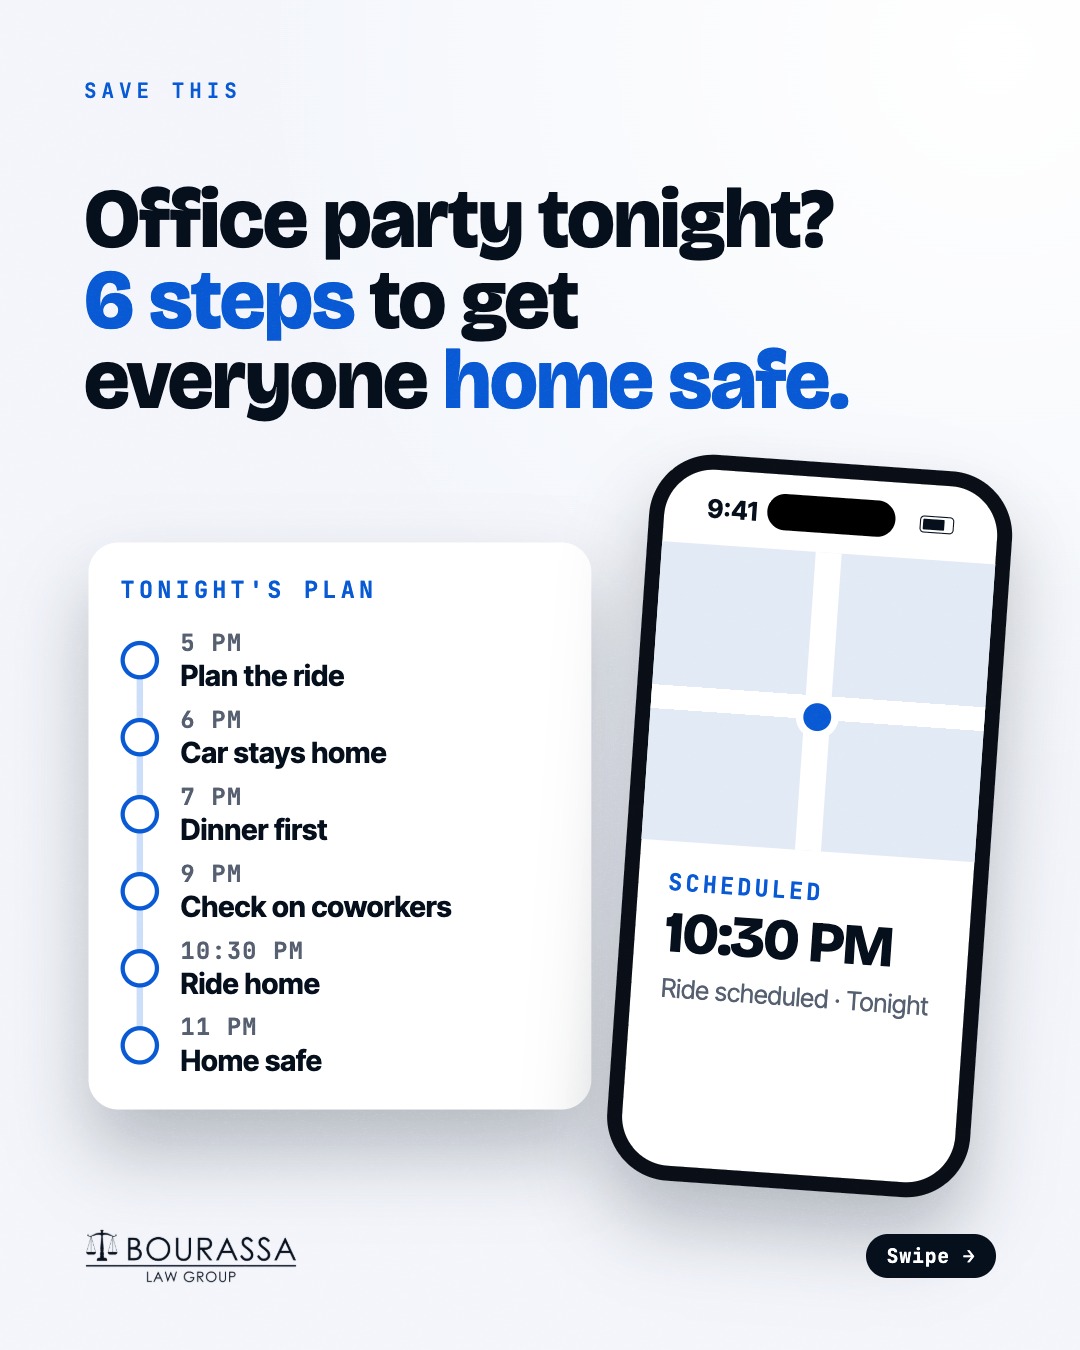 SAVE THIS
Office party tonight?
6 steps to get
everyone home safe.
TONIGHT'S PLAN
5 PM
Plan the ride
6 PM
Car stays home
7 PM
Dinner first
9 PM
Check on coworkers
10:30 PM
Ride home
11 PM
Home safe
9:41
SCHEDULED
10:30 PM
Ride scheduled · Tonight
BOURASSA
LAW GROUP
Swipe →